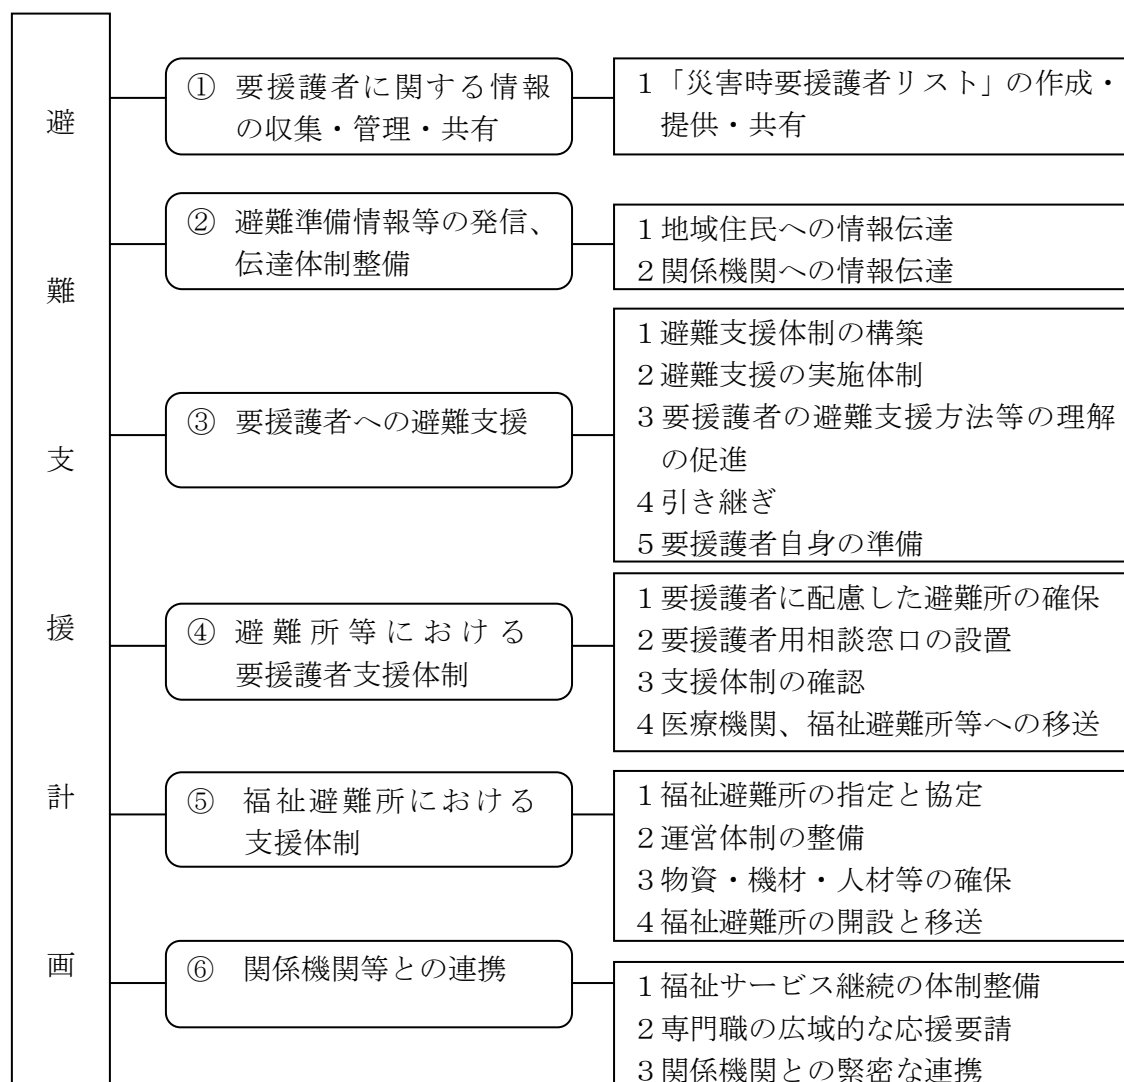 避難支援計画
① 要援護者に関する情報
の収集・管理・共有
1「災害時要援護者リスト」の作成・
提供・共有
② 避難準備情報等の発信、
伝達体制整備
1地域住民への情報伝達
2関係機関への情報伝達
③ 要援護者への避難支援
1避難支援体制の構築
2避難支援の実施体制
3要援護者の避難支援方法等の理解
の促進
4引き継ぎ
5要援護者自身の準備
④ 避難所等における
要援護者支援体制
1要援護者に配慮した避難所の確保
2要援護者用相談窓口の設置
3支援体制の確認
4医療機関、福祉避難所等への移送
⑤ 福祉避難所における
支援体制
1福祉避難所の指定と協定
2運営体制の整備
3物資・機材・人材等の確保
4福祉避難所の開設と移送
⑥ 関係機関等との連携
1福祉サービス継続の体制整備
2専門職の広域的な応援要請
3関係機関との緊密な連携